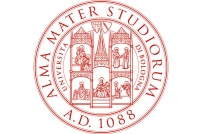 ALMA MATER STUDIORUM
A.D. 1088
UNIVERSITÀ
DI BOLOGNA